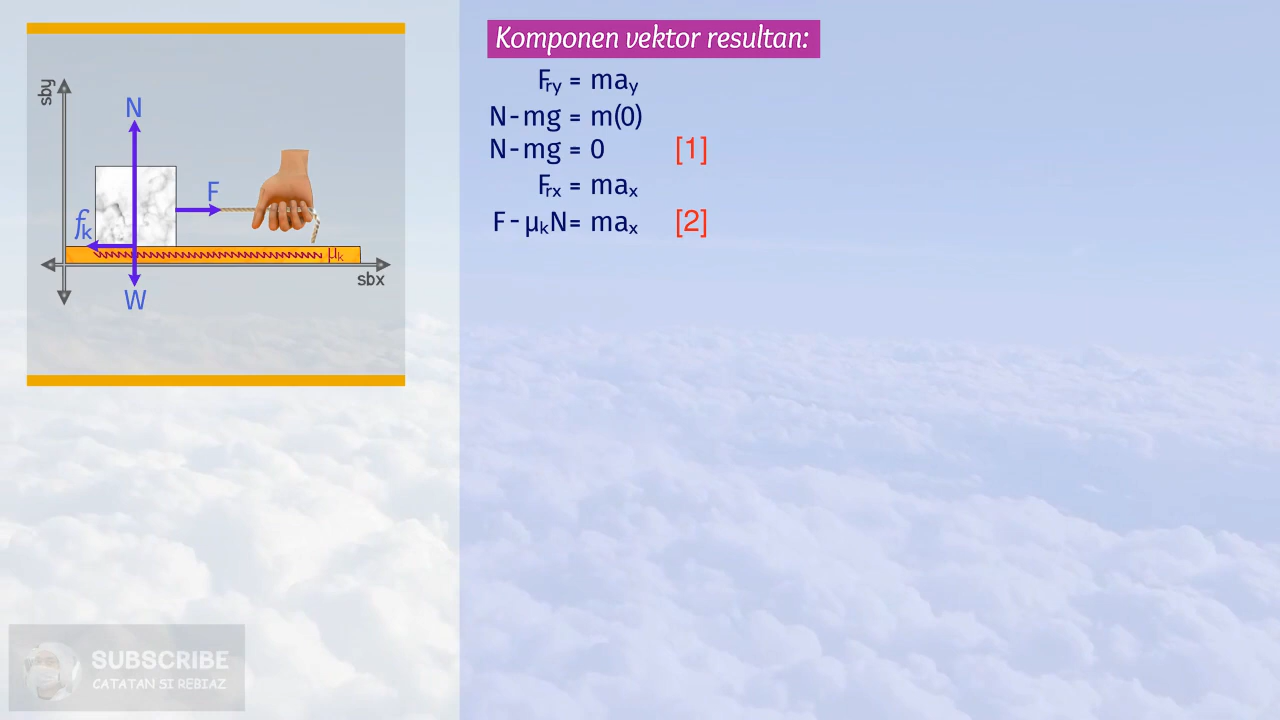 sby
N
F
fk
μk
sbx
W
Komponen vektor resultan:
Fry = may
N-mg = m(0)
N-mg = 0 [1]
Frx = max
F-μkN= max [2]
SUBSCRIBE
CATATAN SI REBIAZ